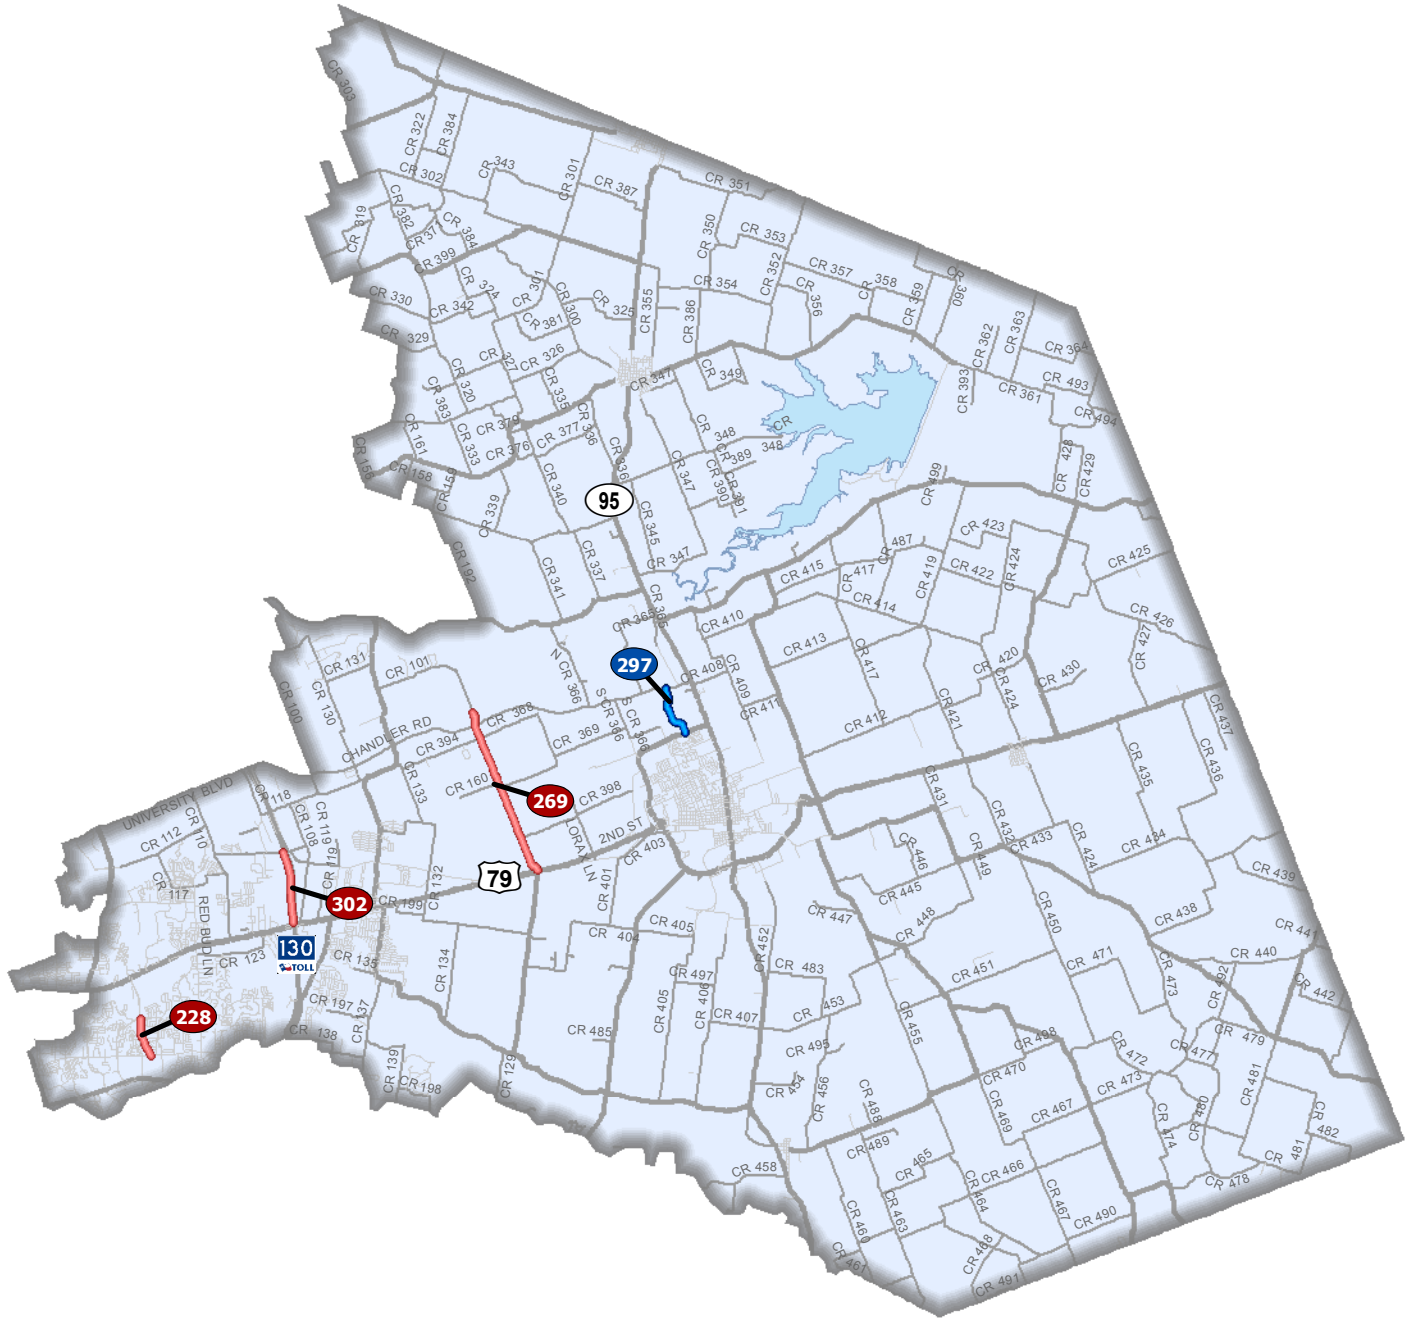 CR 303
CR 322
CR 384
CR 302
CR 343
CR 301
CR 387
CR 351
CR 319
CR 382
CR 371
CR 384
CR 399
CR 350
CR 353
CR 352
CR 357
CR 358
CR 359
CR 360
CR 330
CR 342
CR 324
CR 301
CR 300
CR 325
CR 355
CR 354
CR 386
CR 356
CR 329
CR 381
CR 327
CR 326
CR 362
CR 363
CR 364
CR 320
CR 383
CR 335
CR 347
CR 349
CR 393
CR 361
CR 493
CR 494
CR 161
CR 333
CR 379
CR 376
CR 377
CR 336
CR 336
CR 348
CR 348
CR 389
CR 390
CR 391
CR 347
CR 158
CR 158
CR 159
CR 339
CR 340
95
CR 345
CR 499
CR 428
CR 429
CR 192
CR 341
CR 337
CR 347
CR 487
CR 423
CR 424
CR 425
CR 415
CR 417
CR 419
CR 422
CR 414
CR 426
CR 365
CR 366
CR 410
CR 413
CR 417
CR 427
CR 131
CR 101
N CR 366
297
CR 408
CR 409
CR 411
CR 420
CR 430
CR 424
CR 421
CR 412
CR 437
CR 100
CR 130
CHANDLER RD
CR 368
CR 394
CR 369
S CR 366
S CR 366
CR 436
CR 435
UNIVERSITY BLVD
CR 118
CR 133
CR 160
269
CR 398
CR 431
CR 112
CR 110
CR 108
CR 119
CR 119
LORAX LN
2ND ST
CR 403
CR 432
CR 433
CR 424
CR 434
CR 446
CR 449
CR 439
CR 117
RED BUD LN
302
CR 199
CR 132
79
CR 401
CR 445
CR 447
CR 448
CR 450
CR 438
CR 441
130
TOLL
CR 123
CR 135
CR 134
CR 404
CR 405
CR 452
CR 483
CR 451
CR 471
CR 473
CR 440
CR 492
CR 442
CR 197
CR 137
CR 138
228
CR 497
CR 405
CR 406
CR 407
CR 453
CR 455
CR 498
CR 472
CR 477
CR 479
CR 485
CR 495
CR 139
CR 198
CR 129
CR 454
CR 456
CR 470
CR 473
CR 481
CR 488
CR 469
CR 467
CR 474
CR 480
CR 482
CR 489
CR 465
CR 466
CR 481
CR 458
CR 464
CR 478
CR 460
CR 463
CR 467
CR 490
CR 461
CR 468
CR 491